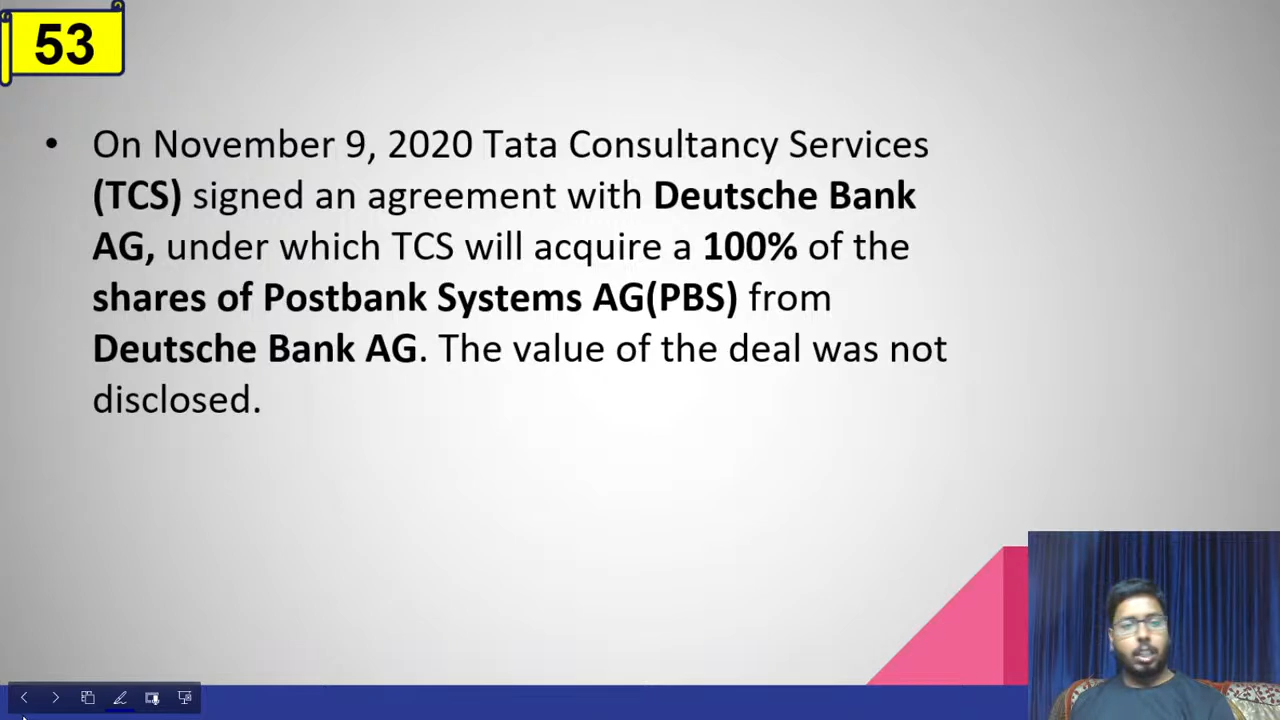 53
• On November 9, 2020 Tata Consultancy Services
(TCS) signed an agreement with Deutsche Bank
AG, under which TCS will acquire a 100% of the
shares of Postbank Systems AG(PBS) from
Deutsche Bank AG. The value of the deal was not
disclosed.